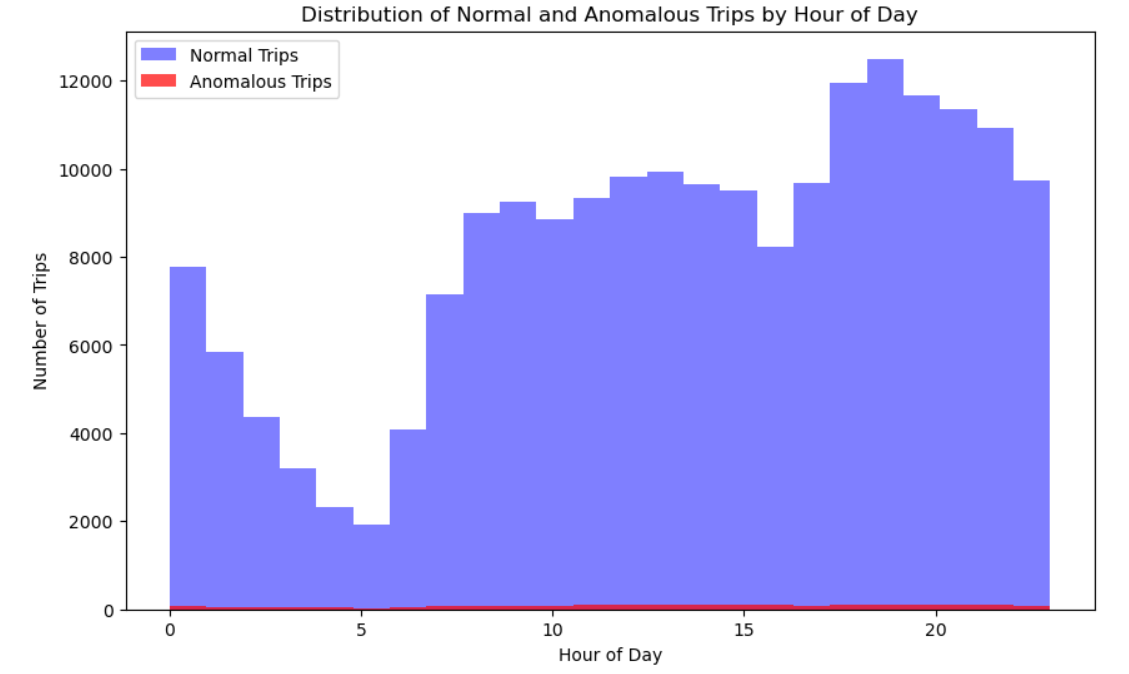 Distribution of Normal and Anomalous Trips by Hour of Day
Normal Trips
Anomalous Trips
12000
10000
8000
6000
4000
2000
0
Number of Trips
0 5 10 15 20
Hour of Day